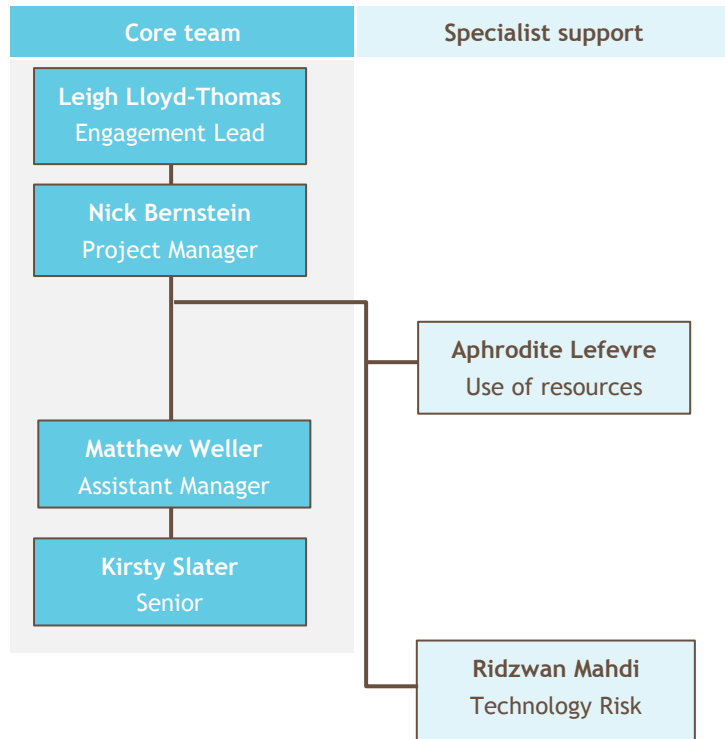 Core team
Specialist support
Leigh Lloyd-Thomas
Engagement Lead
Nick Bernstein
Project Manager
Aphrodite Lefevre
Use of resources
Matthew Weller
Assistant Manager
Kirsty Slater
Senior
Ridzwan Mahdi
Technology Risk